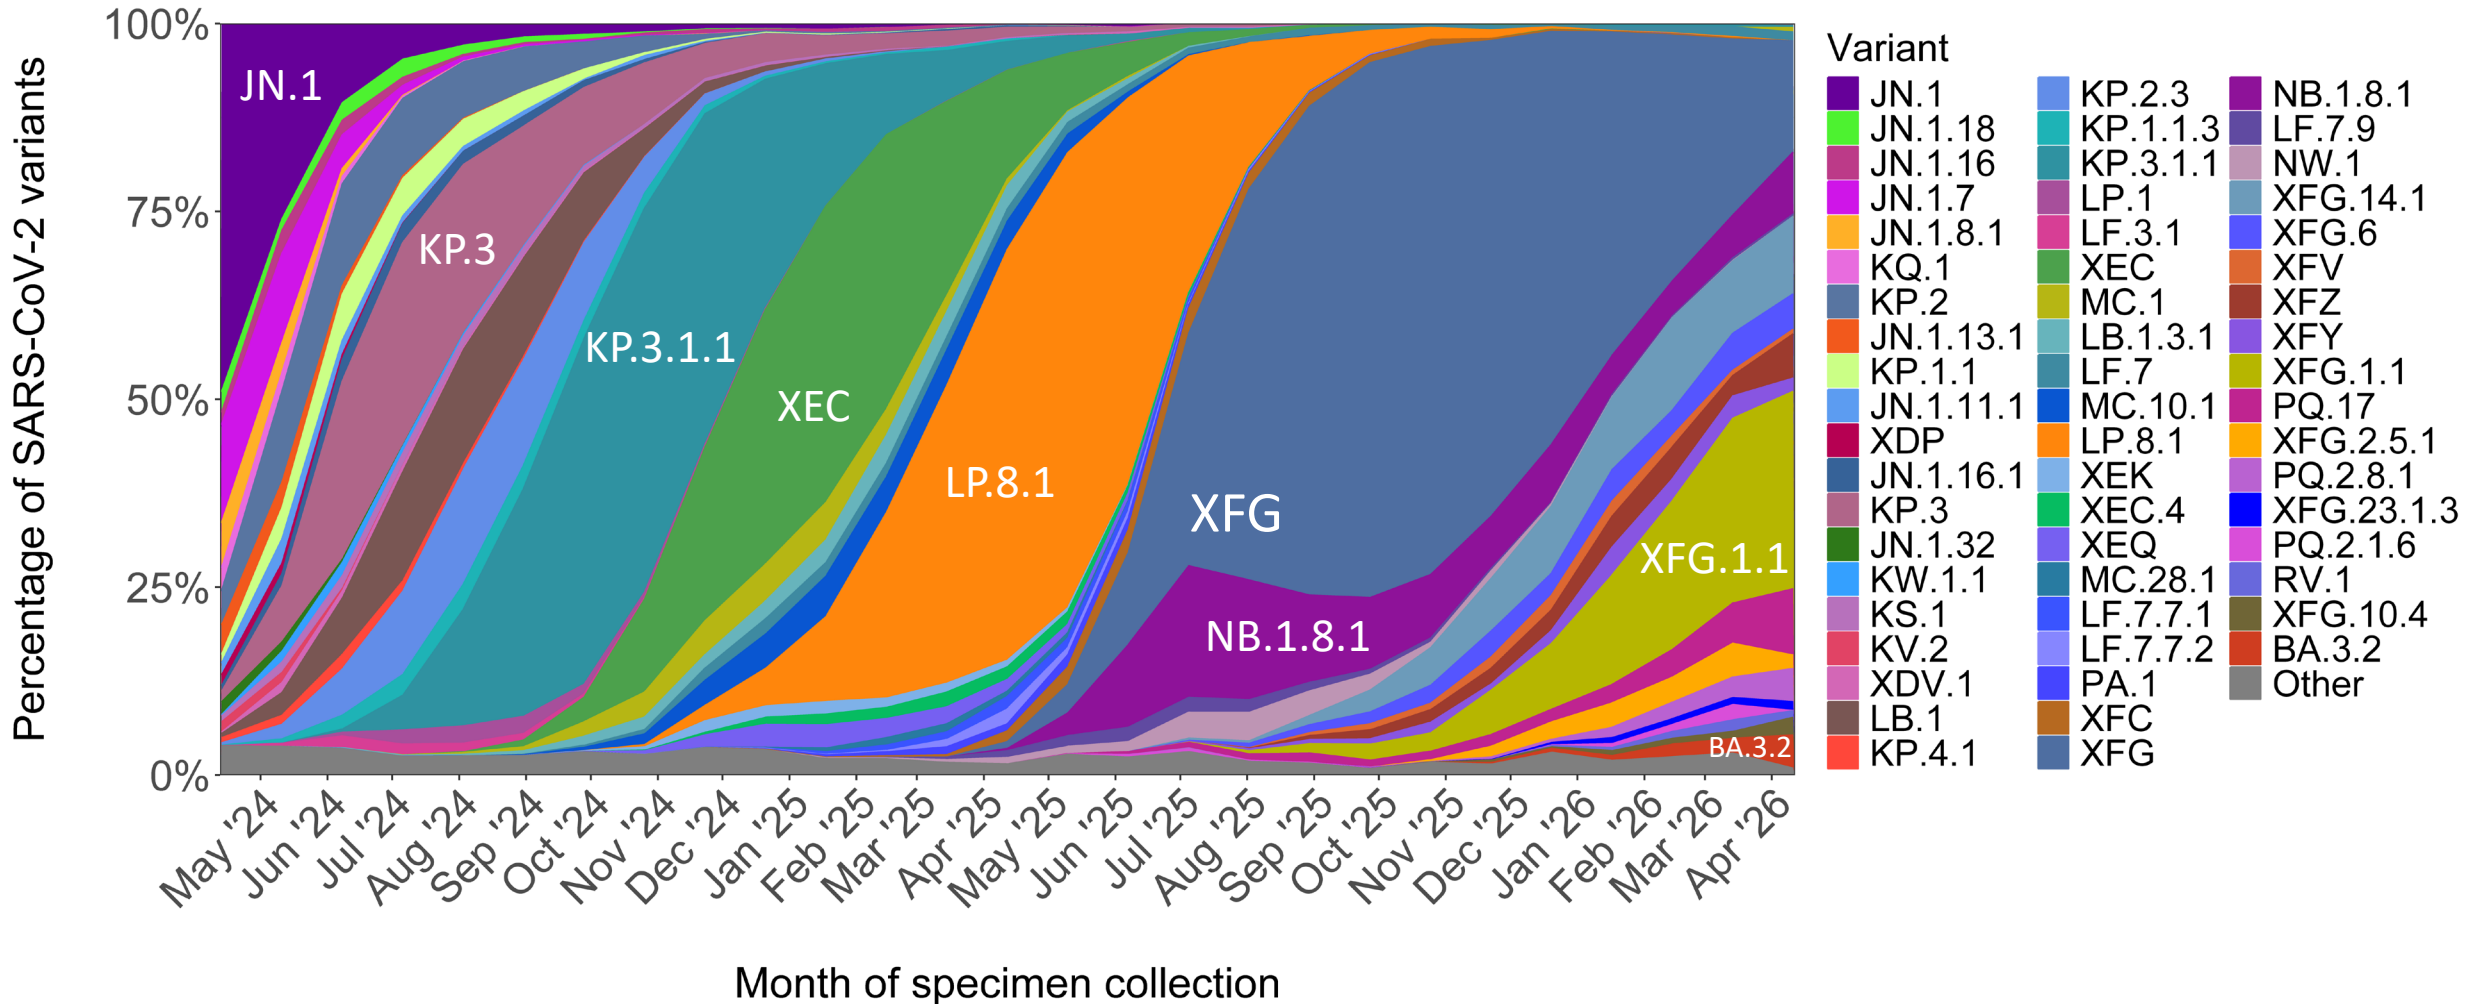 Percentage of SARS-CoV-2 variants
100%
75%
50%
25%
0%
JN.1
KP.3
KP.3.1.1
XEC
LP.8.1
XFG
NB.1.8.1
XFG.1.1
BA.3.2
May '24
Jun '24
Jul '24
Aug '24
Sep '24
Oct '24
Nov '24
Dec '24
Jan '25
Feb '25
Mar '25
Apr '25
May '25
Jun '25
Jul '25
Aug '25
Sep '25
Oct '25
Nov '25
Dec '25
Jan '26
Feb '26
Mar '26
Apr '26
Month of specimen collection
Variant
JN.1
JN.1.18
JN.1.16
JN.1.7
JN.1.8.1
KQ.1
KP.2
JN.1.13.1
KP.1.1
JN.1.11.1
XDP
JN.1.16.1
KP.3
JN.1.32
KW.1.1
KS.1
KV.2
XDV.1
LB.1
KP.4.1
KP.2.3
KP.1.1.3
KP.3.1.1
LP.1
LF.3.1
XEC
MC.1
LB.1.3.1
LF.7
MC.10.1
LP.8.1
XEK
XEC.4
XEQ
MC.28.1
LF.7.7.1
LF.7.7.2
PA.1
XFC
XFG
NB.1.8.1
LF.7.9
NW.1
XFG.14.1
XFG.6
XFV
XFZ
XFY
XFG.1.1
PQ.17
XFG.2.5.1
PQ.2.8.1
XFG.23.1.3
PQ.2.1.6
RV.1
XFG.10.4
BA.3.2
Other